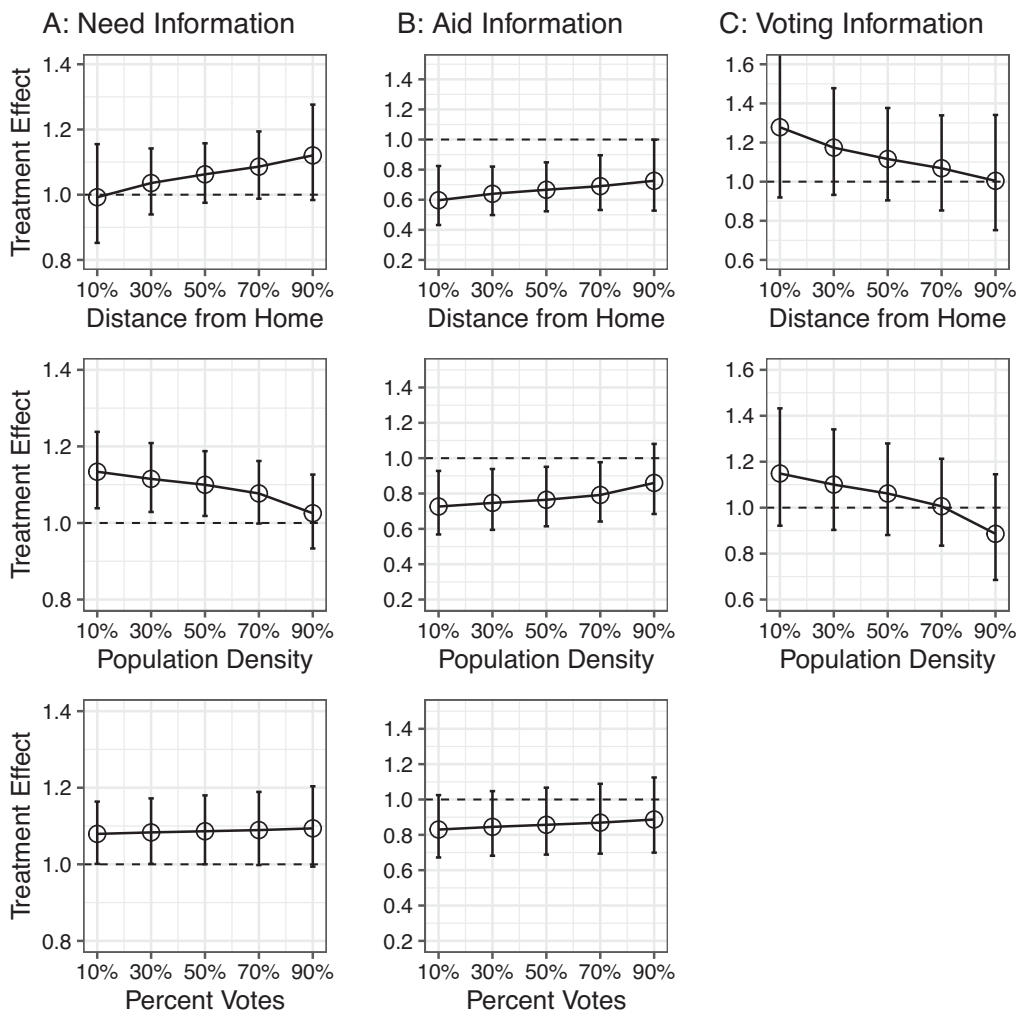 A: Need Information
B: Aid Information
C: Voting Information
Treatment Effect
1.4
1.2
1.0
0.8
10% 30% 50% 70% 90%
Distance from Home
1.4
1.2
1.0
0.8
0.6
0.4
0.2
10% 30% 50% 70% 90%
Distance from Home
1.6
1.4
1.2
1.0
0.8
0.6
10% 30% 50% 70% 90%
Distance from Home
Treatment Effect
1.4
1.2
1.0
0.8
10% 30% 50% 70% 90%
Population Density
1.4
1.2
1.0
0.8
0.6
0.4
0.2
10% 30% 50% 70% 90%
Population Density
1.6
1.4
1.2
1.0
0.8
0.6
10% 30% 50% 70% 90%
Population Density
Treatment Effect
1.4
1.2
1.0
0.8
10% 30% 50% 70% 90%
Percent Votes
1.4
1.2
1.0
0.8
0.6
0.4
0.2
10% 30% 50% 70% 90%
Percent Votes